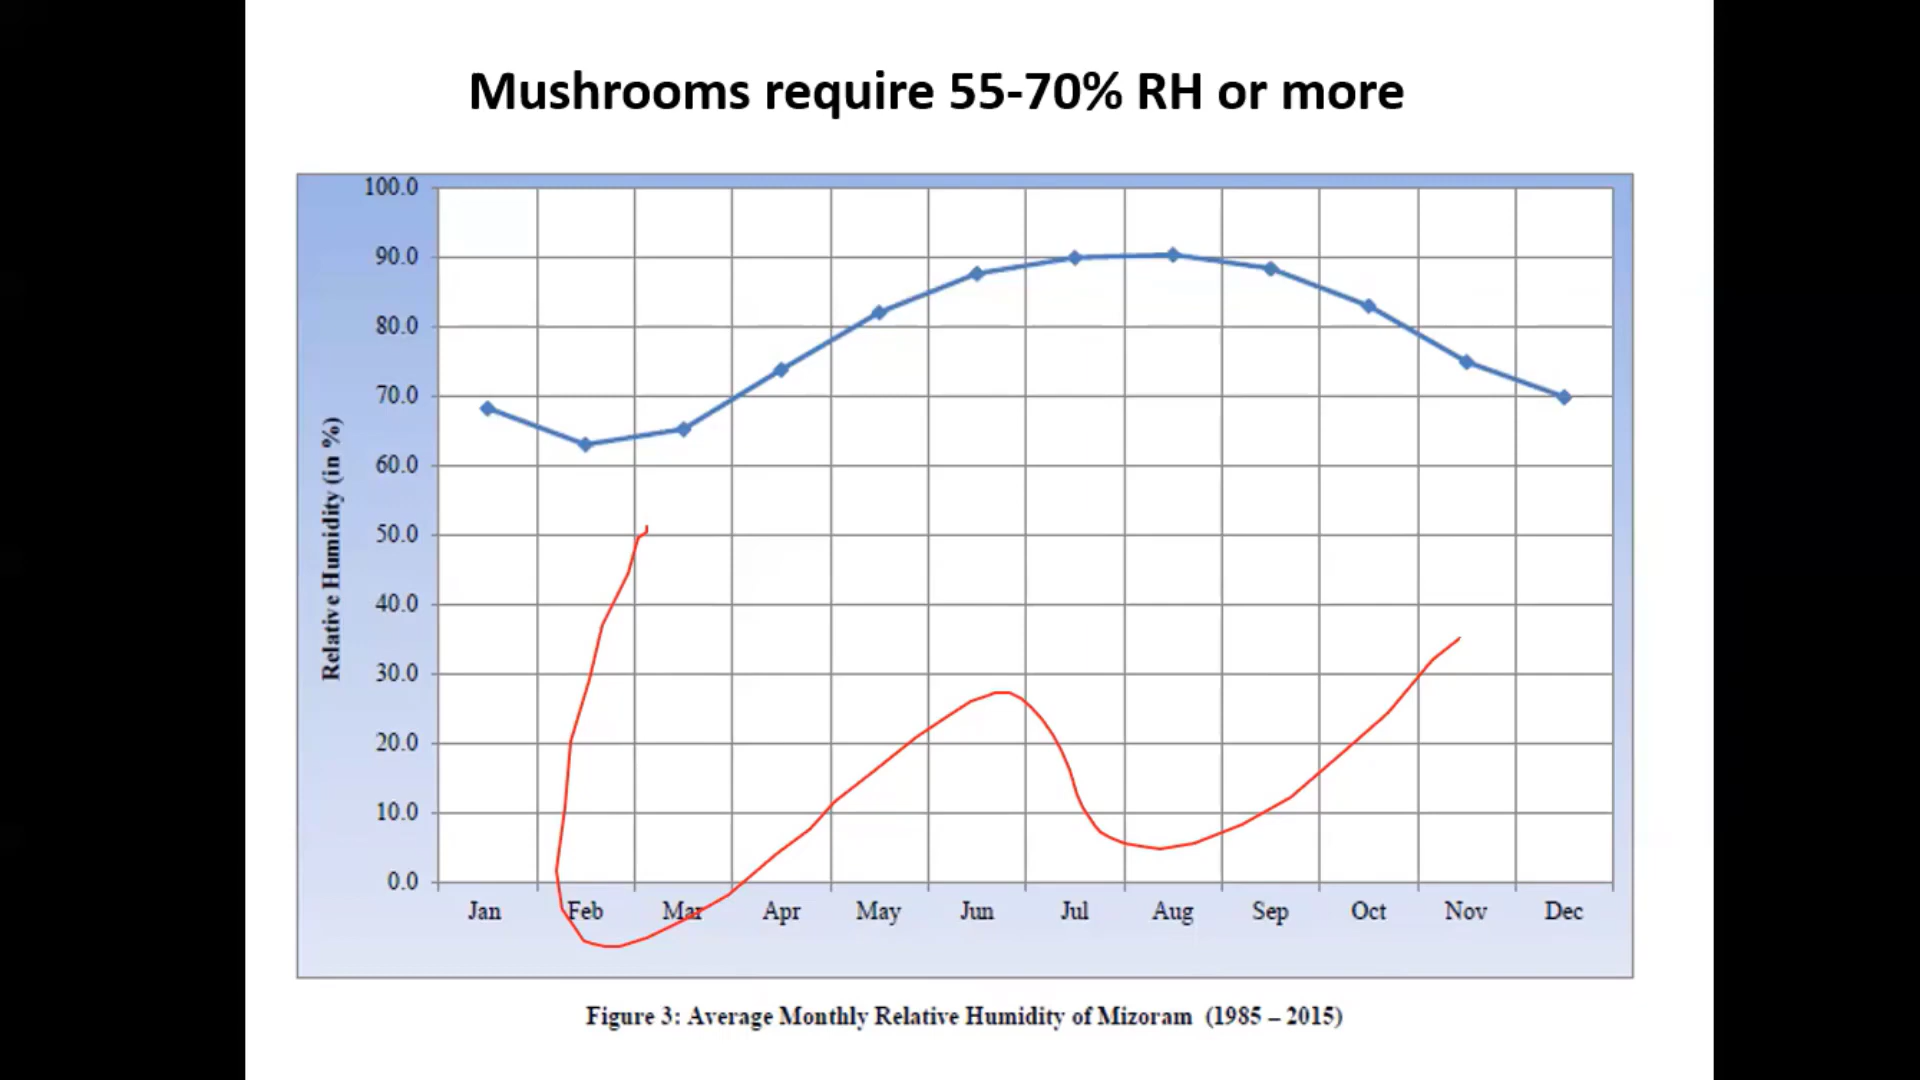 Mushrooms require 55-70% RH or more
100.0
90.0
80.0
70.0
60.0
50.0
40.0
30.0
20.0
10.0
0.0
Relative Humidity (in %)
Jan Feb Mar Apr May Jun Jul Aug Sep Oct Nov Dec
Figure 3: Average Monthly Relative Humidity of Mizoram (1985 – 2015)